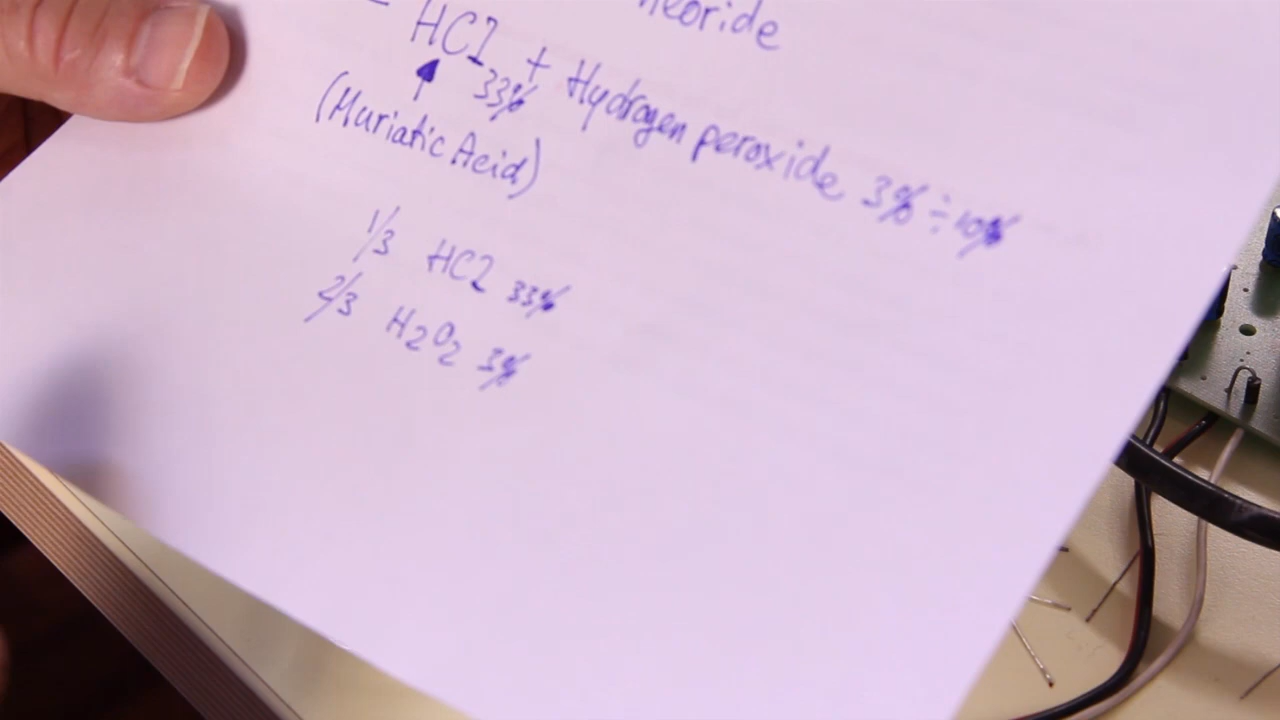 HCl + Hydrogen peroxide 3% ÷ 10%
33%
(Muriatic Acid)
1/3 HCl 33%
2/3 H2O2 3%